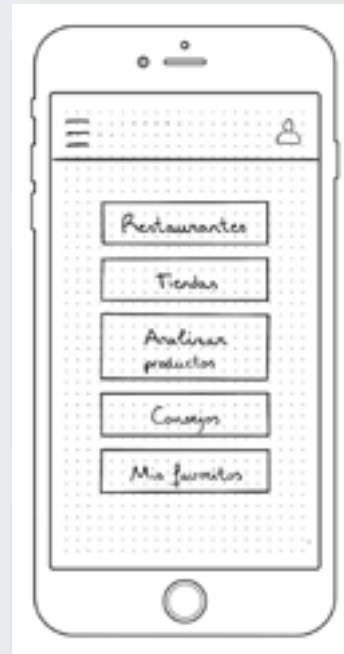 Restaurantes
Tiendas
Analizar
productos
Consejos
Mis favoritos